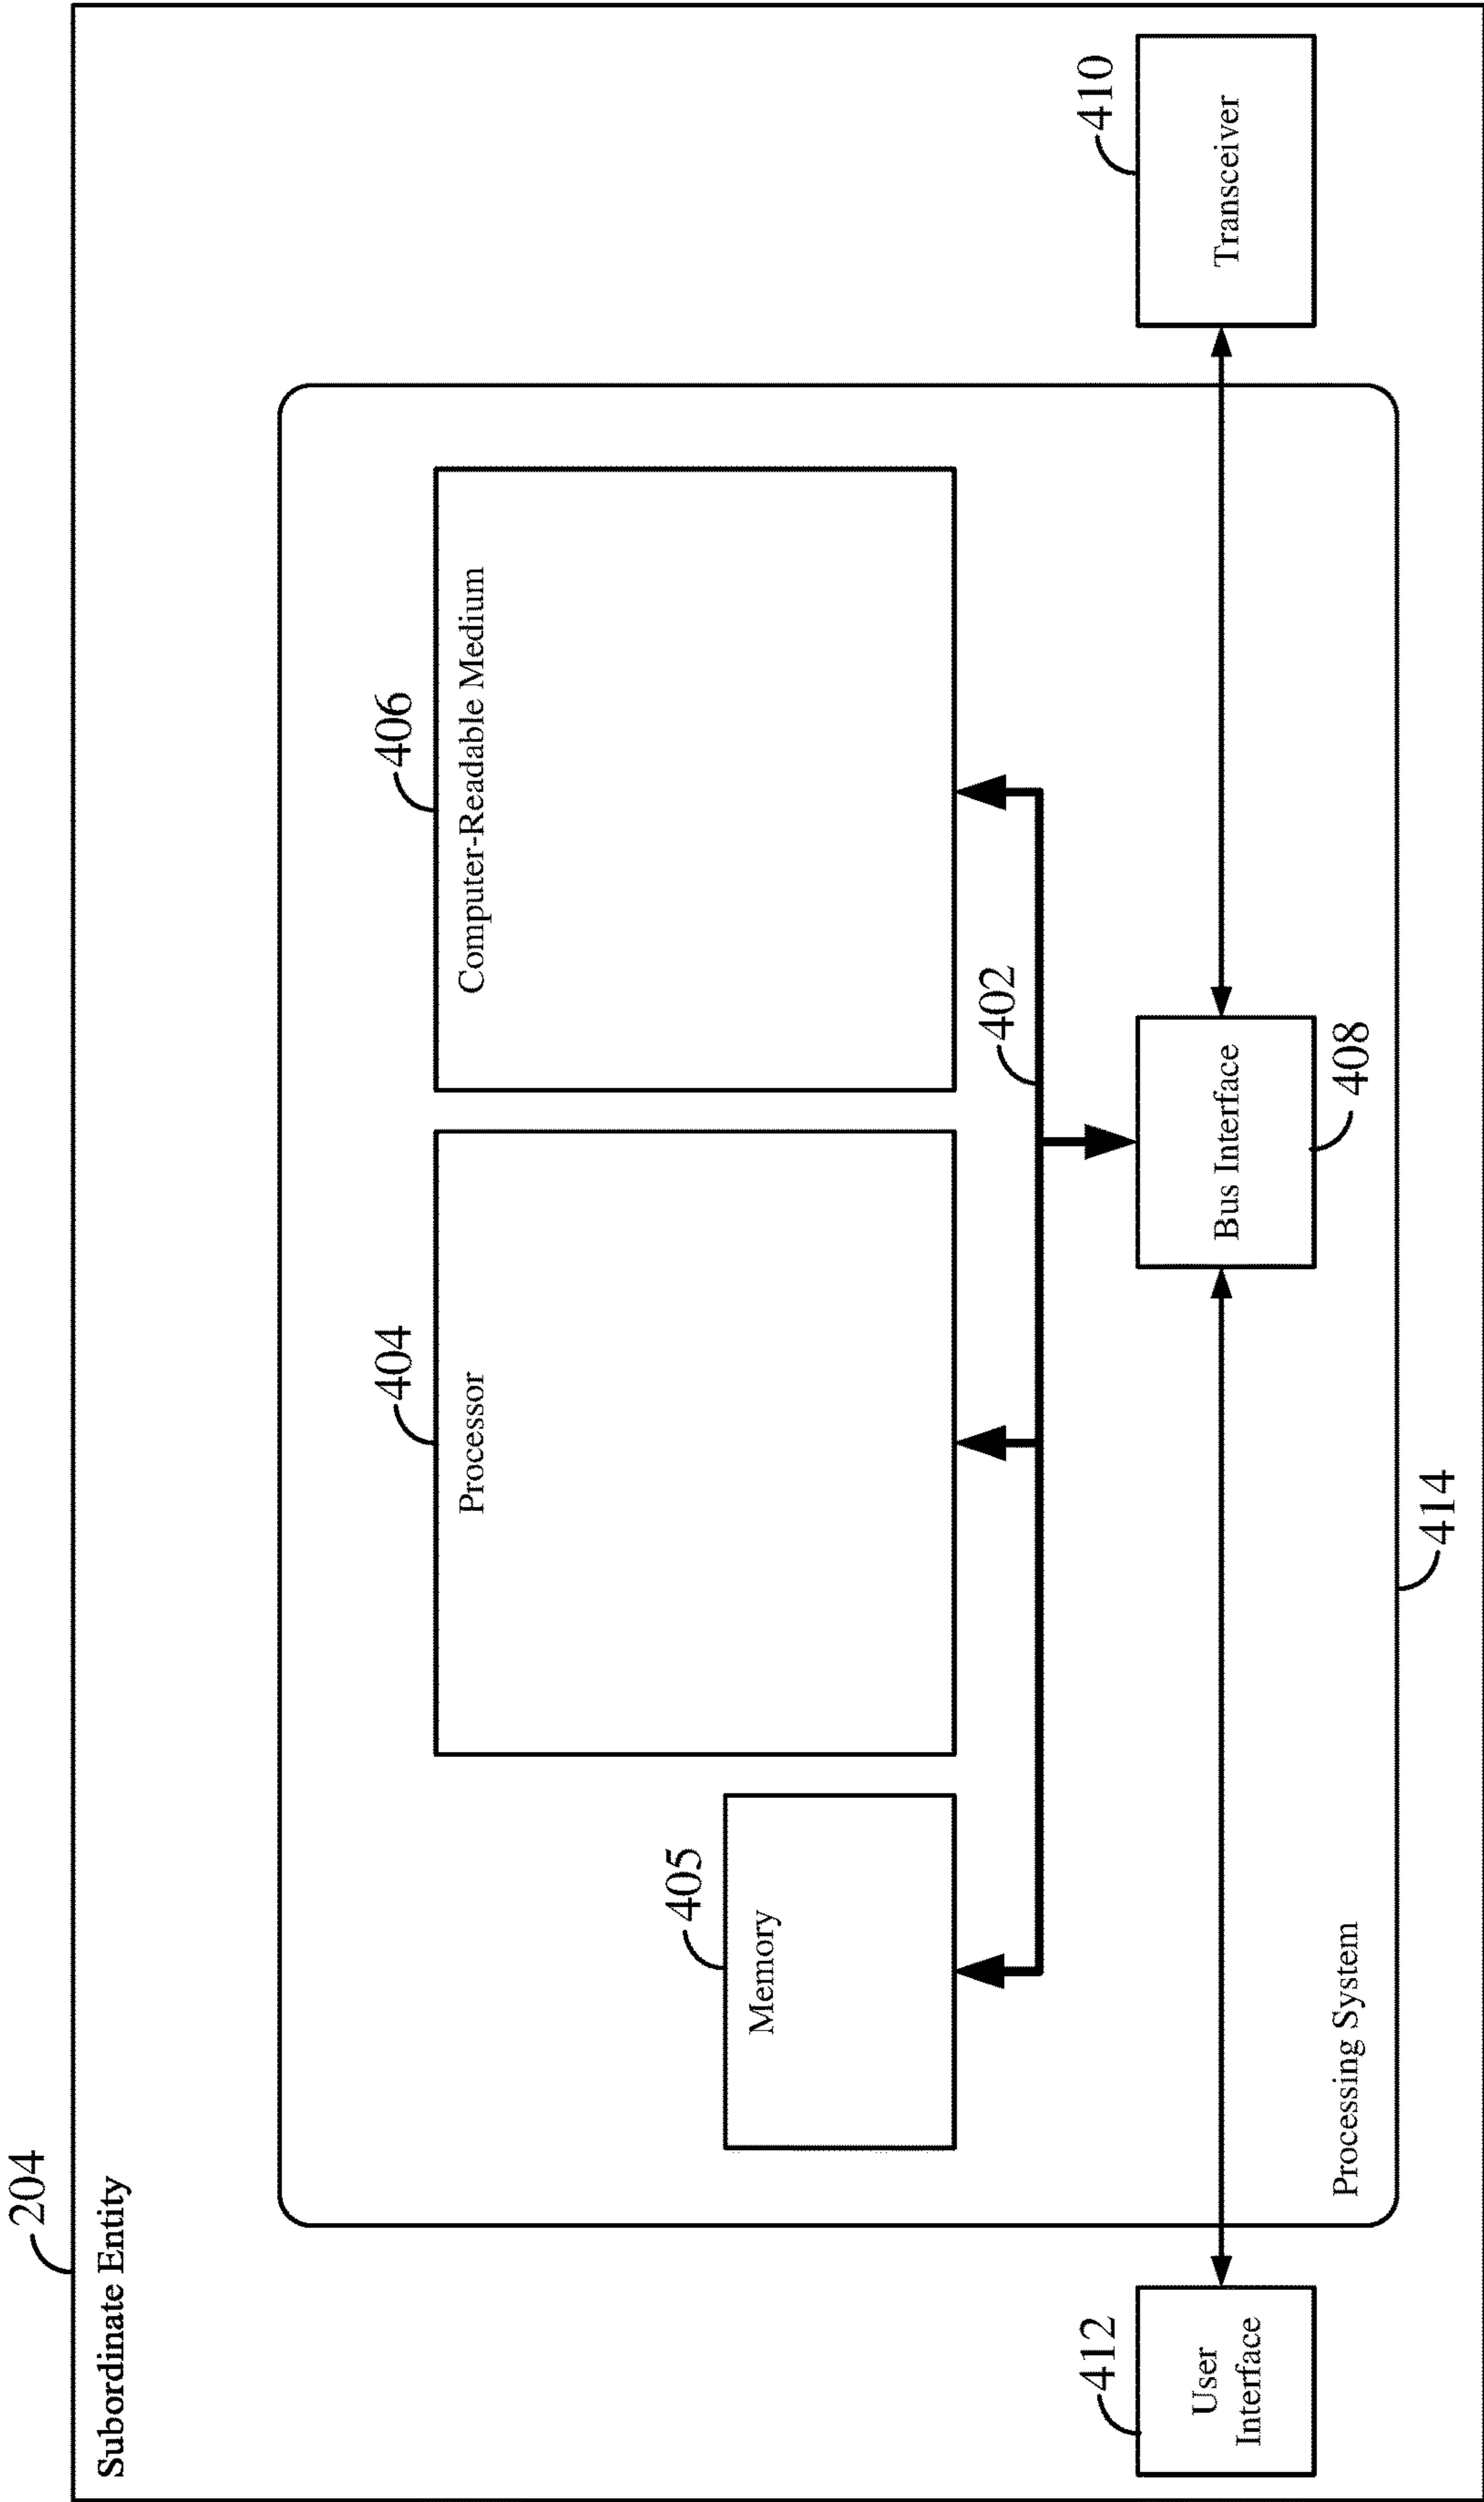 204
Subordinate Entity
404
406
Processor
Computer-Readable Medium
405
Memory
402
412
410
User
Interface
Bus Interface
Transceiver
408
Processing System
414